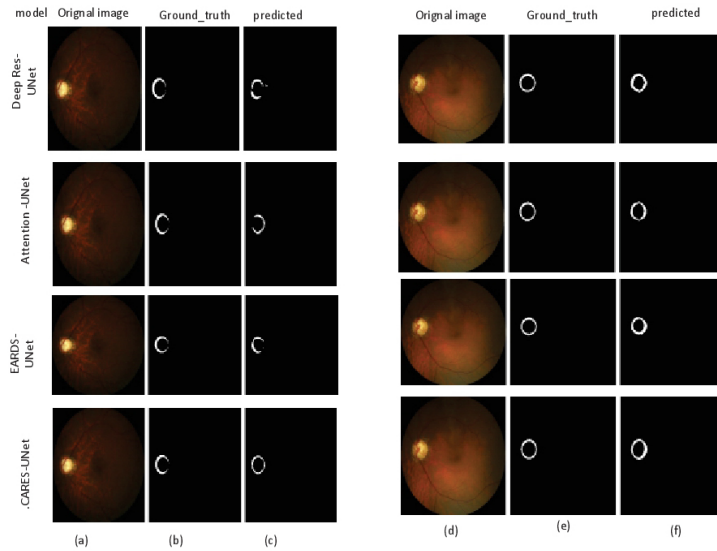 model Orignal image Ground_truth predicted Orignal image Ground_truth predicted
Deep Res-
UNet
Attention -UNet
EARDS-
UNet
.CARES-UNet
(a) (b) (c) (d) (e) (f)